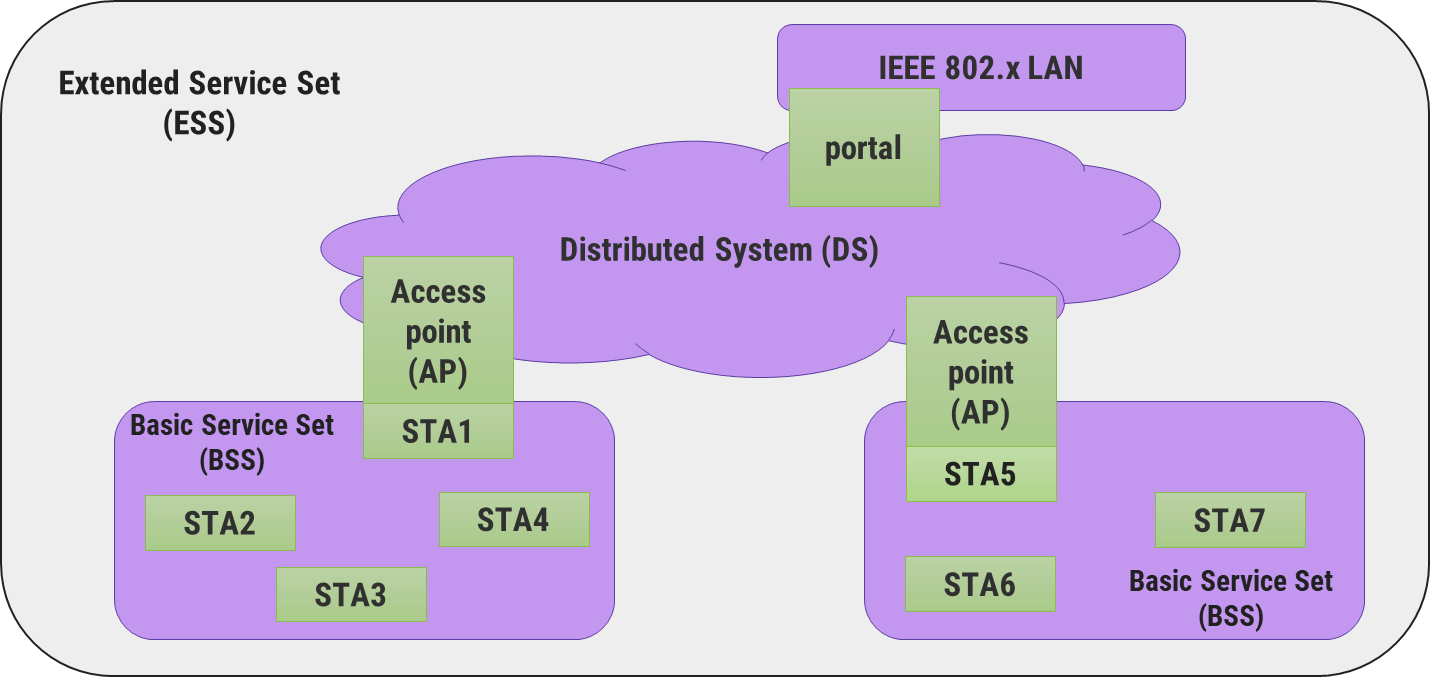 Extended Service Set
(ESS)
IEEE 802.x LAN
portal
Distributed System (DS)
Access
point
(AP)
STA1
Basic Service Set
(BSS)
STA2
STA4
STA3
Access
point
(AP)
STA5
STA7
STA6
Basic Service Set
(BSS)